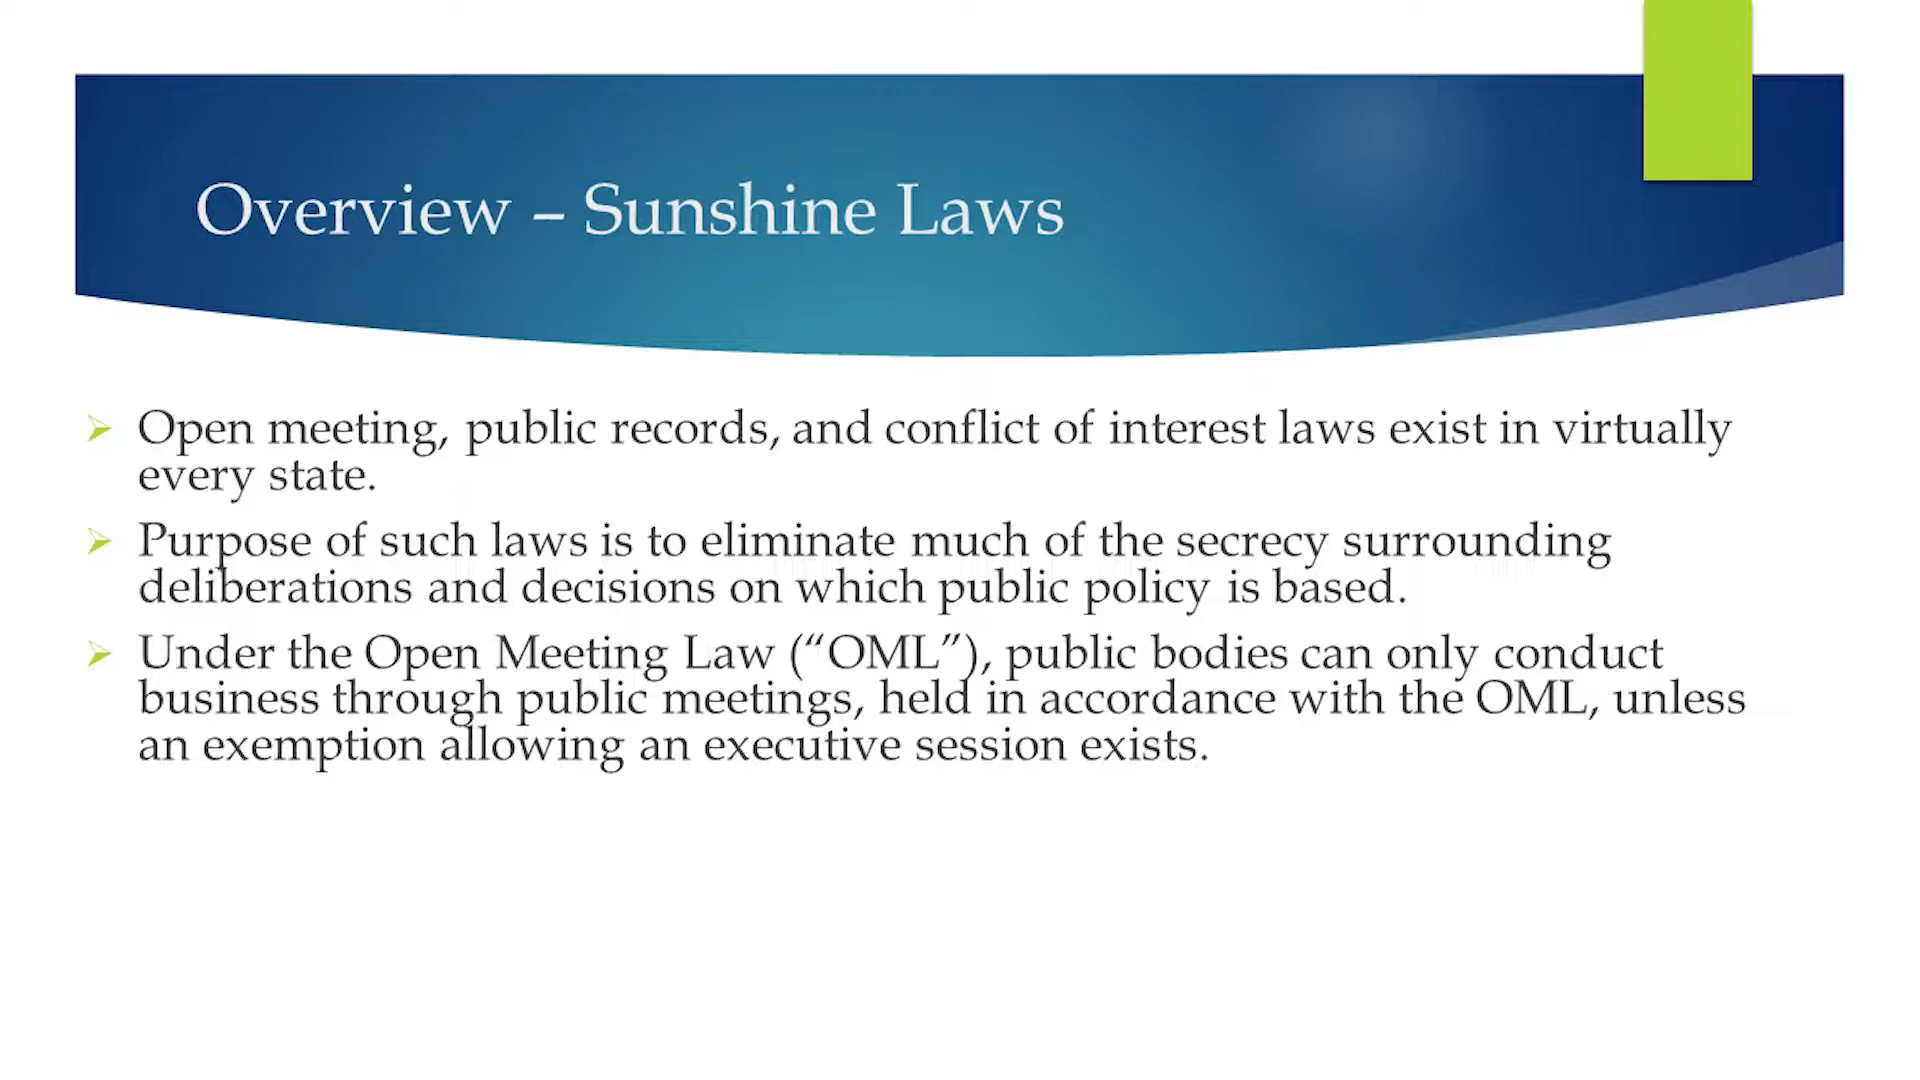 Overview – Sunshine Laws
Open meeting, public records, and conflict of interest laws exist in virtually
every state.
Purpose of such laws is to eliminate much of the secrecy surrounding
deliberations and decisions on which public policy is based.
Under the Open Meeting Law (“OML”), public bodies can only conduct
business through public meetings, held in accordance with the OML, unless
an exemption allowing an executive session exists.